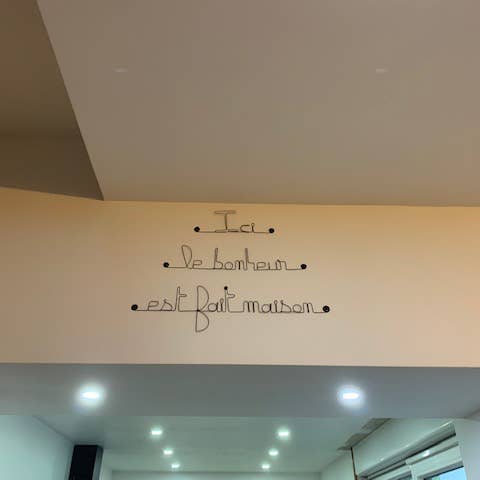 Ici
le bonheur
est fait maison